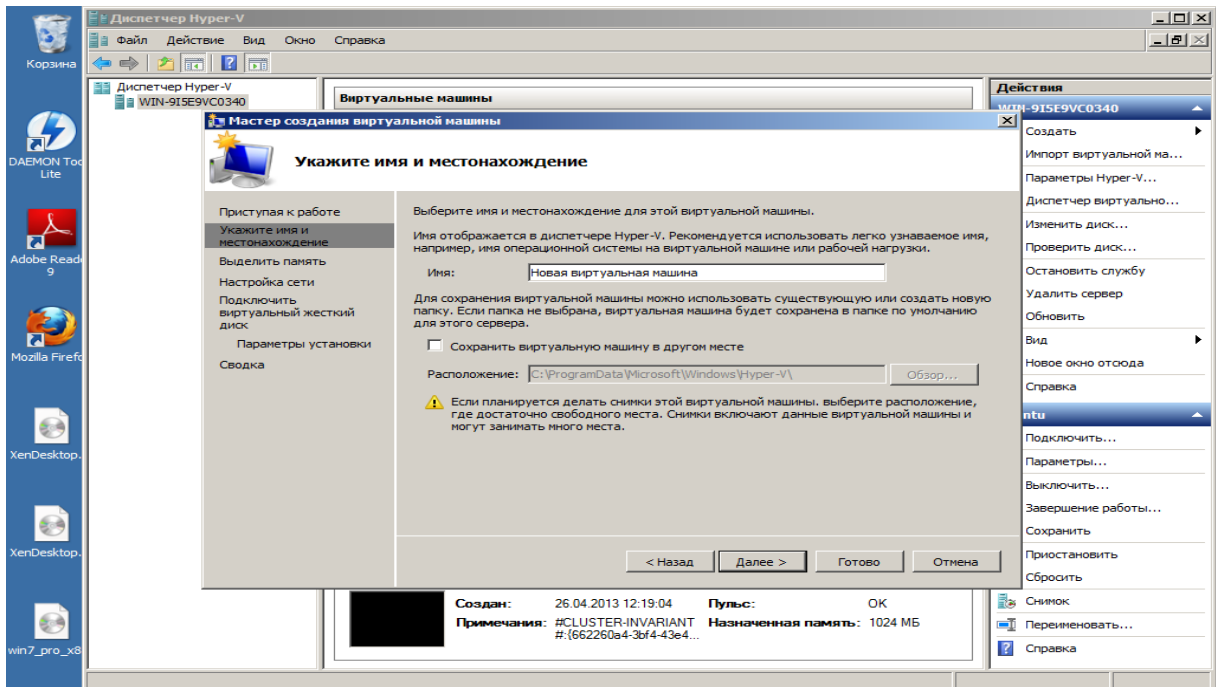 Корзина
DAEMON Too
Lite
Adobe Read
9
Mozilla Firefo
XenDesktop.
XenDesktop.
win7_pro_x8
Диспетчер Hyper-V
Файл Действие Вид Окно Справка
Диспетчер Hyper-V
WIN-9I5E9VC0340
Виртуальные машины
Мастер создания виртуальной машины
Укажите имя и местонахождение
Приступая к работе
Укажите имя и
местонахождение
Выделить память
Настройка сети
Подключить
виртуальный жесткий
диск
Параметры установки
Сводка
Выберите имя и местонахождение для этой виртуальной машины.
Имя отображается в диспетчере Hyper-V. Рекомендуется использовать легко узнаваемое имя,
например, имя операционной системы на виртуальной машине или рабочей нагрузки.
Имя: Новая виртуальная машина
Для сохранения виртуальной машины можно использовать существующую или создать новую
папку. Если папка не выбрана, виртуальная машина будет сохранена в папке по умолчанию
для этого сервера.
Сохранить виртуальную машину в другом месте
Расположение: C:\ProgramData\Microsoft\Windows\Hyper-V\ Обзор...
Если планируется делать снимки этой виртуальной машины. выберите расположение,
где достаточно свободного места. Снимки включают данные виртуальной машины и
могут занимать много места.
< Назад Далее > Готово Отмена
Создан: 26.04.2013 12:19:04 Пульс: OK
Примечания: #CLUSTER-INVARIANT Назначенная память: 1024 МБ
#:{662260a4-3bf4-43e4...
Действия
WIN-9I5E9VC0340
Создать
Импорт виртуальной ма...
Параметры Hyper-V...
Диспетчер виртуально...
Изменить диск...
Проверить диск...
Остановить службу
Удалить сервер
Обновить
Вид
Новое окно отсюда
Справка
ntu
Подключить...
Параметры...
Выключить...
Завершение работы...
Сохранить
Приостановить
Сбросить
Снимок
Переименовать...
Справка